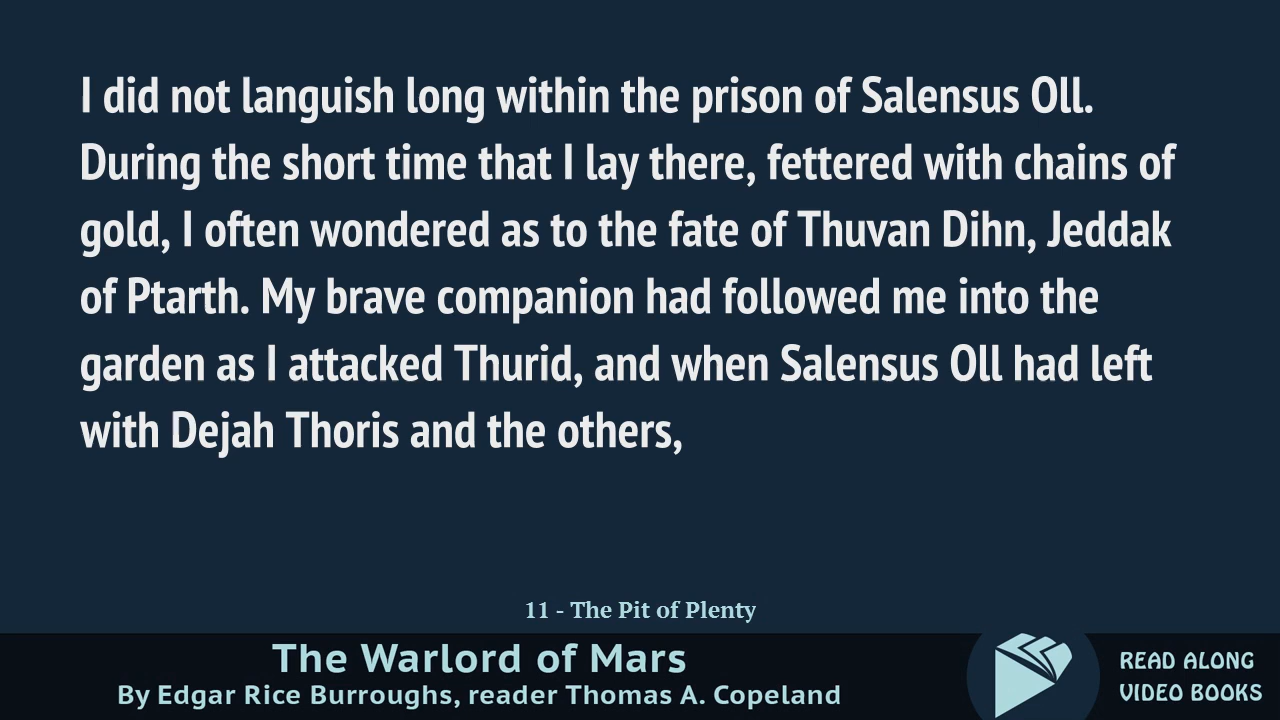 I did not languish long within the prison of Salensus Oll.
During the short time that I lay there, fettered with chains of
gold, I often wondered as to the fate of Thuvan Dihn, Jeddak
of Ptarth. My brave companion had followed me into the
garden as I attacked Thurid, and when Salensus Oll had left
with Dejah Thoris and the others,
11 - The Pit of Plenty
The Warlord of Mars
By Edgar Rice Burroughs, reader Thomas A. Copeland
READ ALONG
VIDEO BOOKS